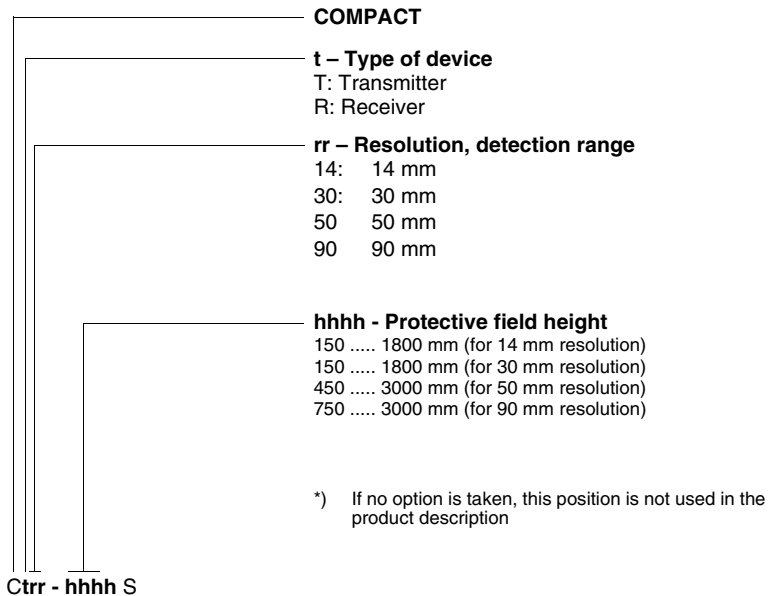 COMPACT
t – Type of device
T: Transmitter
R: Receiver
rr – Resolution, detection range
14: 14 mm
30: 30 mm
50 50 mm
90 90 mm
hhhh - Protective field height
150 ..... 1800 mm (for 14 mm resolution)
150 ..... 1800 mm (for 30 mm resolution)
450 ..... 3000 mm (for 50 mm resolution)
750 ..... 3000 mm (for 90 mm resolution)
*) If no option is taken, this position is not used in the
product description
Ctrr - hhhh S